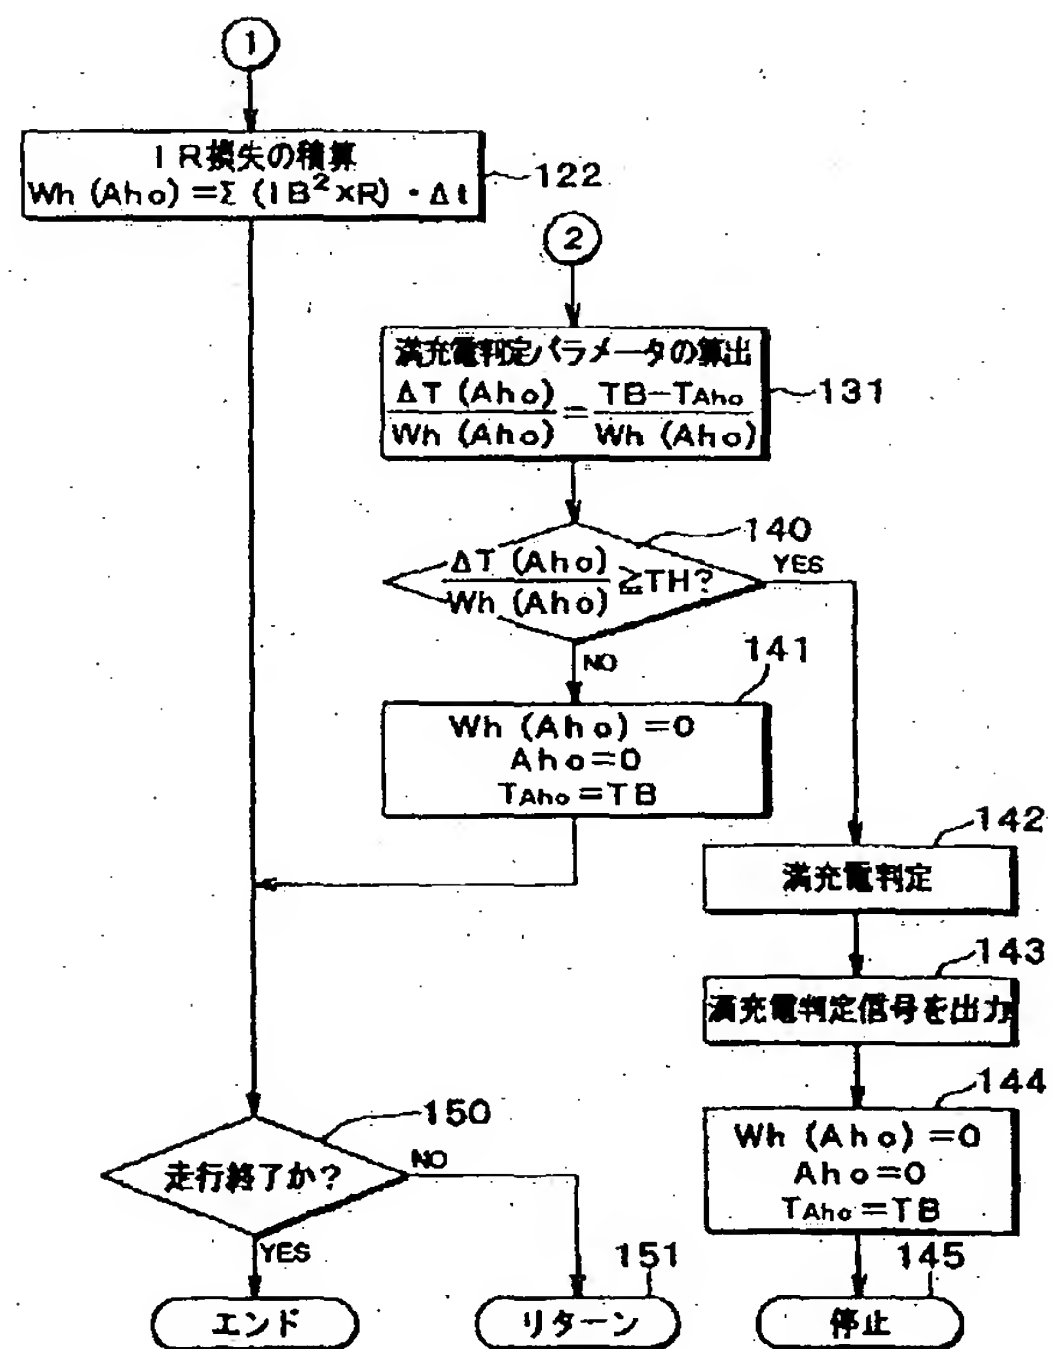 1
IR損失の積算
Wh (Aho) =Σ (IB²×R)・Δt
122
2
満充電判定パラメータの算出
ΔT (Aho) / Wh (Aho) = TB−TAho / Wh (Aho)
131
140
ΔT (Aho) / Wh (Aho) ≧TH?
YES
NO
141
Wh (Aho) =0
Aho=0
TAho=TB
142
満充電判定
143
満充電判定信号を出力
144
Wh (Aho) =0
Aho=0
TAho=TB
150
走行終了か?
NO
YES
151
145
エンド
リターン
停止